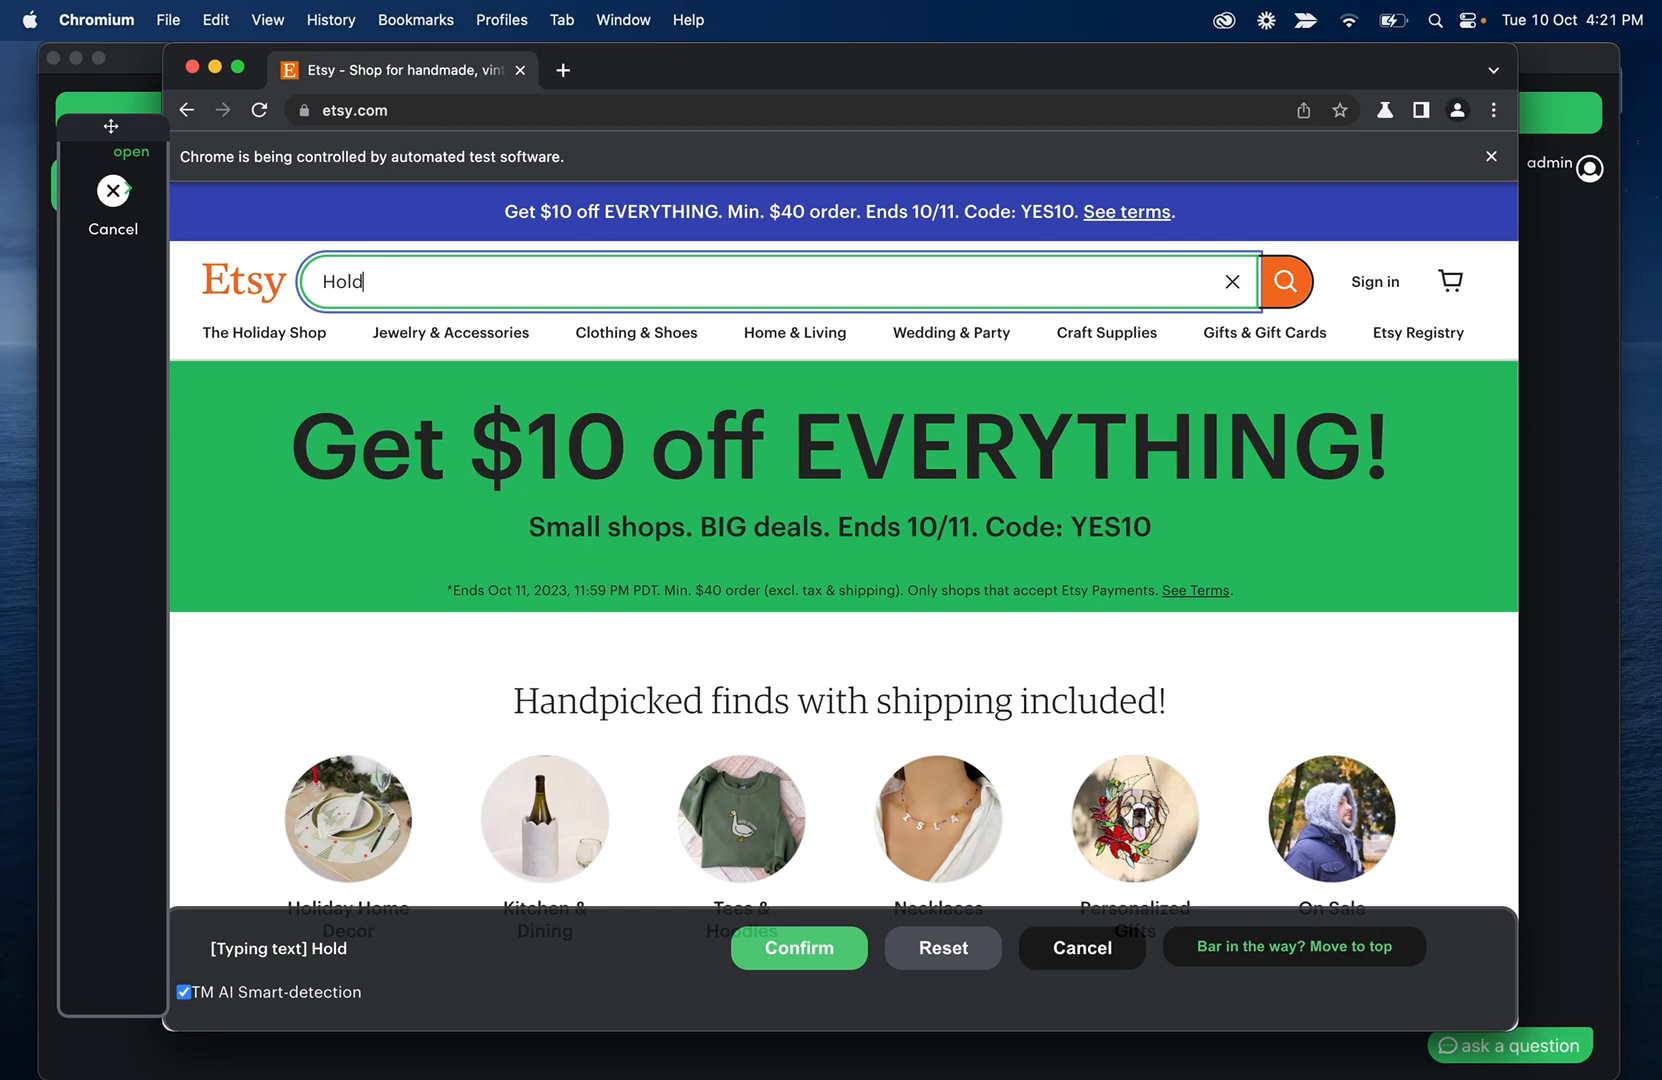 Chromium File Edit View History Bookmarks Profiles Tab Window Help
Tue 10 Oct 4:21 PM
Etsy - Shop for handmade, vint
etsy.com
open
Chrome is being controlled by automated test software.
admin
Cancel
Get $10 off EVERYTHING. Min. $40 order. Ends 10/11. Code: YES10. See terms.
Etsy
Hold
Sign in
The Holiday Shop Jewelry & Accessories Clothing & Shoes Home & Living Wedding & Party Craft Supplies Gifts & Gift Cards Etsy Registry
Get $10 off EVERYTHING!
Small shops. BIG deals. Ends 10/11. Code: YES10
*Ends Oct 11, 2023, 11:59 PM PDT. Min. $40 order (excl. tax & shipping). Only shops that accept Etsy Payments. See Terms.
Handpicked finds with shipping included!
ISLA
Holiday Home Decor
Kitchen & Dining
Tees & Hoodies
Necklaces
Personalized Gifts
On Sale
[Typing text] Hold
Confirm
Reset
Cancel
Bar in the way? Move to top
TM AI Smart-detection
ask a question